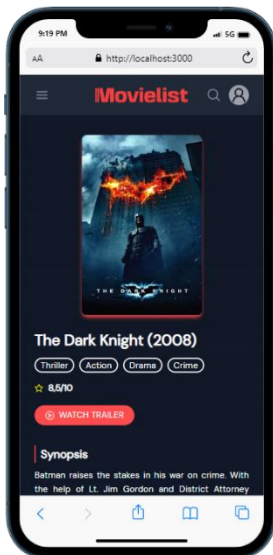 9:19 PM 5G
AA http://localhost:3000
Movielist
THE DARK KNIGHT
The Dark Knight (2008)
Thriller Action Drama Crime
8,5/10
WATCH TRAILER
Synopsis
Batman raises the stakes in his war on crime. With
the help of Lt. Jim Gordon and District Attorney